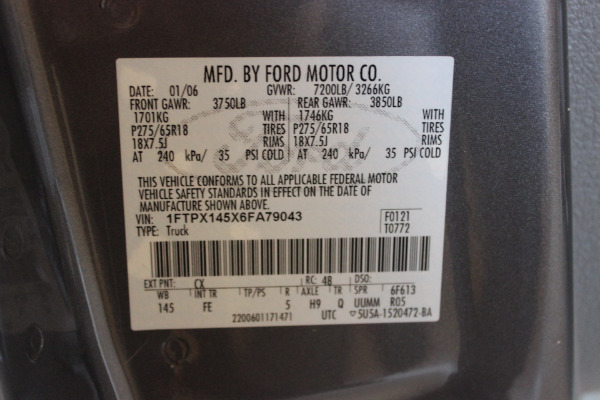 MFD. BY FORD MOTOR CO.
DATE: 01/06 GVWR: 7200LB/ 3266KG
FRONT GAWR: 3750LB REAR GAWR: 3850LB
1701KG WITH 1746KG WITH
P275/65R18 TIRES P275/65R18 TIRES
18X7.5J RIMS 18X7.5J RIMS
AT 240 kPa/ 35 PSI COLD AT 240 kPa/ 35 PSI COLD
THIS VEHICLE CONFORMS TO ALL APPLICABLE FEDERAL MOTOR
VEHICLE SAFETY STANDARDS IN EFFECT ON THE DATE OF
MANUFACTURE SHOWN ABOVE.
VIN: 1FTPX145X6FA79043 F0121
TYPE: Truck T0772
EXT PNT: CX RC: 48 DSO:
WB INT TR TP/PS R AXLE TR SPR 6F613
145 FE 5 H9 Q UUMM R05
2200601171471 UTC ▽5U5A-1520472-BA
Ford